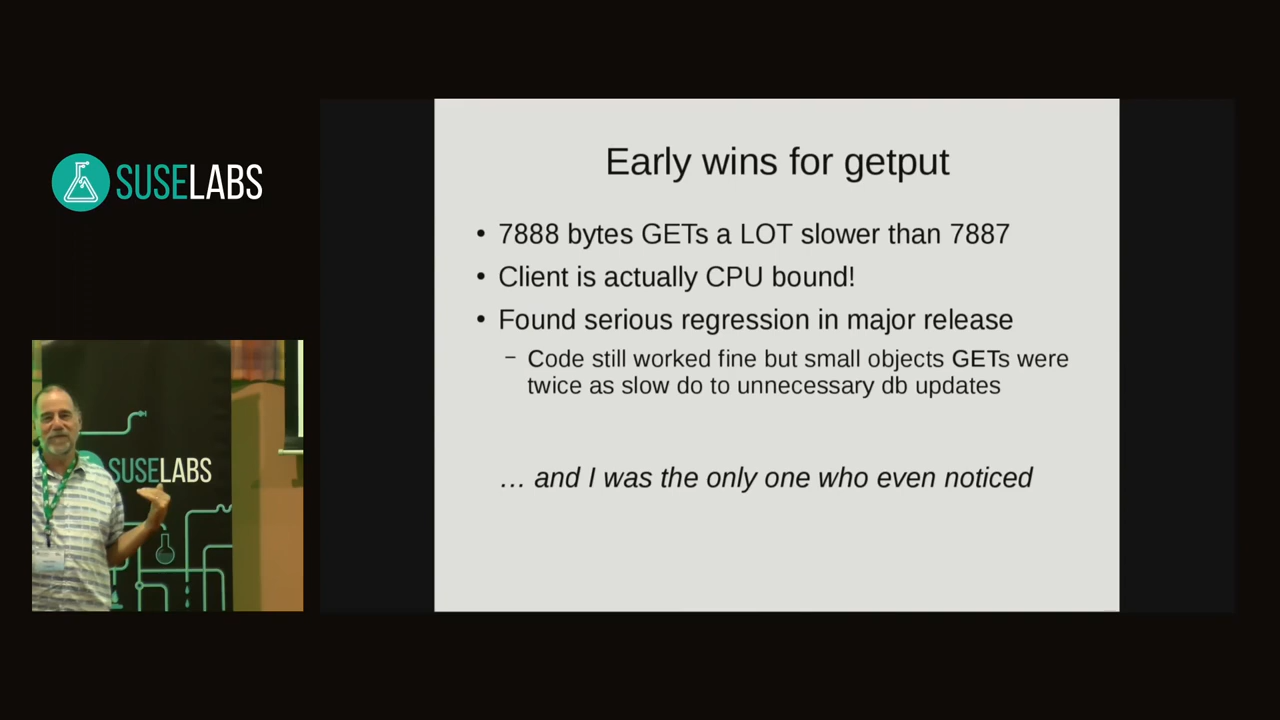 SUSELABS
Early wins for getput
• 7888 bytes GETs a LOT slower than 7887
• Client is actually CPU bound!
• Found serious regression in major release
– Code still worked fine but small objects GETs were
twice as slow do to unnecessary db updates
… and I was the only one who even noticed
SUSELABS